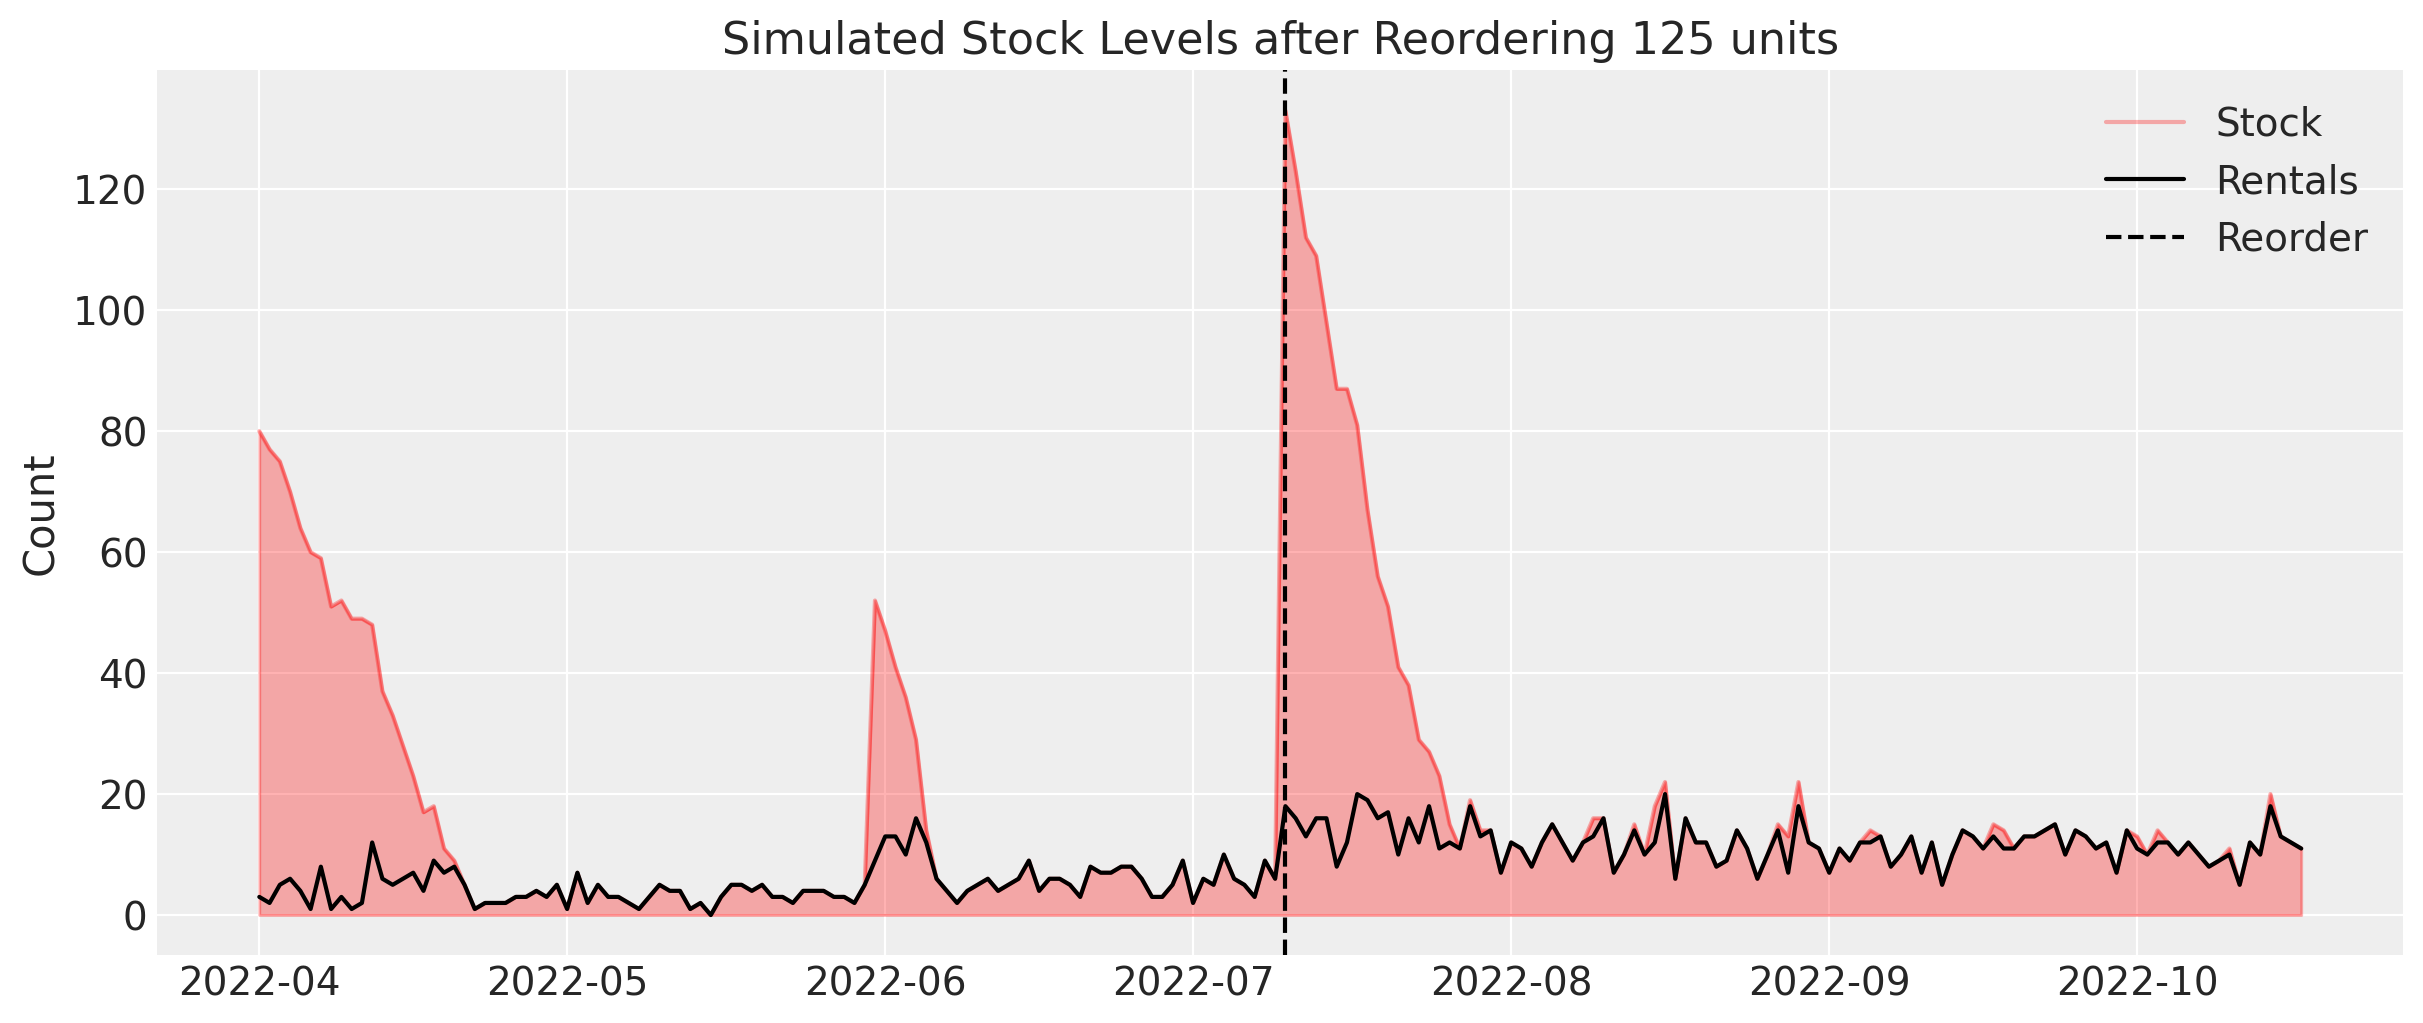 Simulated Stock Levels after Reordering 125 units
Stock
Rentals
Reorder
Count
120
100
80
60
40
20
0
2022-04
2022-05
2022-06
2022-07
2022-08
2022-09
2022-10